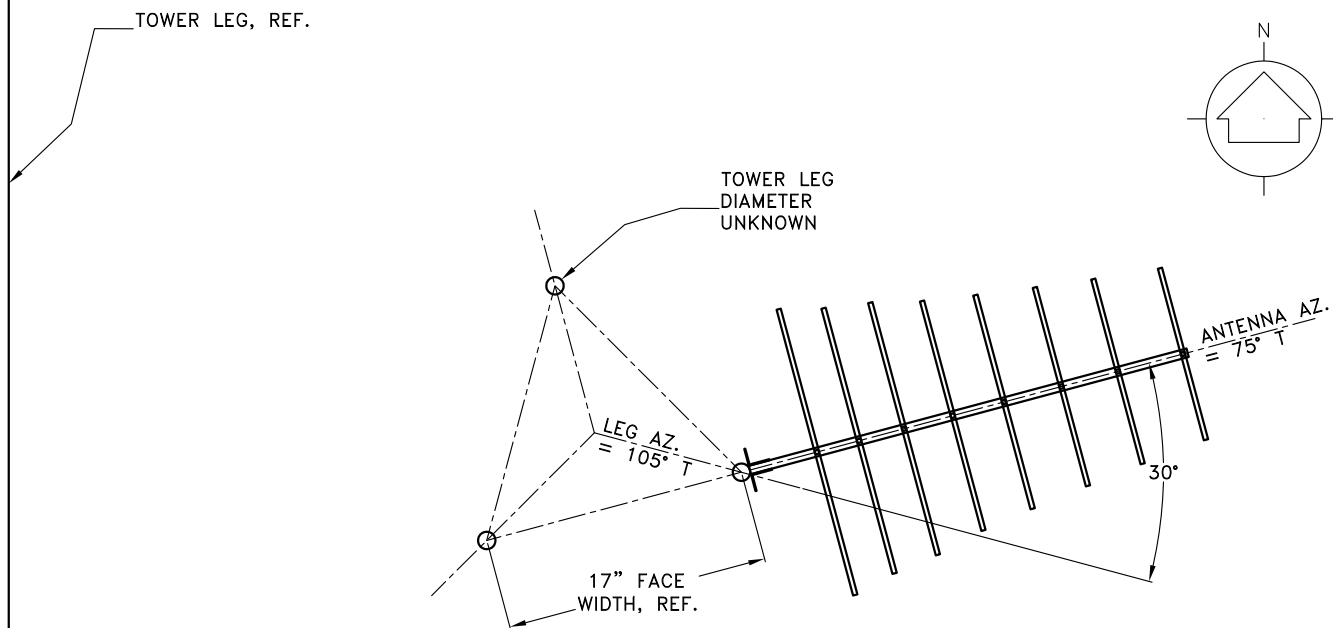 TOWER LEG, REF.
N
TOWER LEG
DIAMETER
UNKNOWN
ANTENNA AZ.
= 75° T
LEG AZ.
= 105° T
30°
17” FACE
WIDTH, REF.